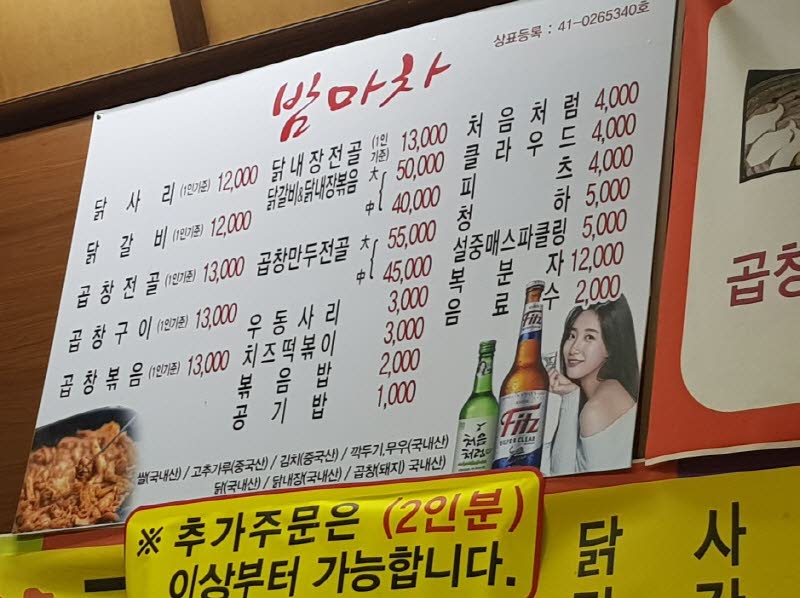 상표등록 : 41-0265340호
밤마차
닭 사 리 (1인기준) 12,000
닭 갈 비 (1인기준) 12,000
곱 창 전 골 (1인기준) 13,000
곱 창 구 이 (1인기준) 13,000
곱 창 볶 음 (1인기준) 13,000
닭내장전골 (1인기준) 13,000
닭갈비&닭내장볶음 大 50,000
中 40,000
곱창만두전골 大 55,000
中 45,000
우 동 사 리 3,000
치즈떡볶이 3,000
볶 음 밥 2,000
공 기 밥 1,000
처 음 처 럼 4,000
클 라 우 드 4,000
피 츠 4,000
청 하 5,000
설중매스파클링 5,000
복 분 자 12,000
음 료 수 2,000
Fitz
Fitz
SUPER CLEAR
처음처럼
쌀(국내산) / 고추가루(중국산) / 김치(중국산) / 깍두기,무우(국내산)
닭(국내산) / 닭내장(국내산) / 곱창(돼지) 국내산
※ 추가주문은 (2인분)
이상부터 가능합니다.
곱창
닭 사